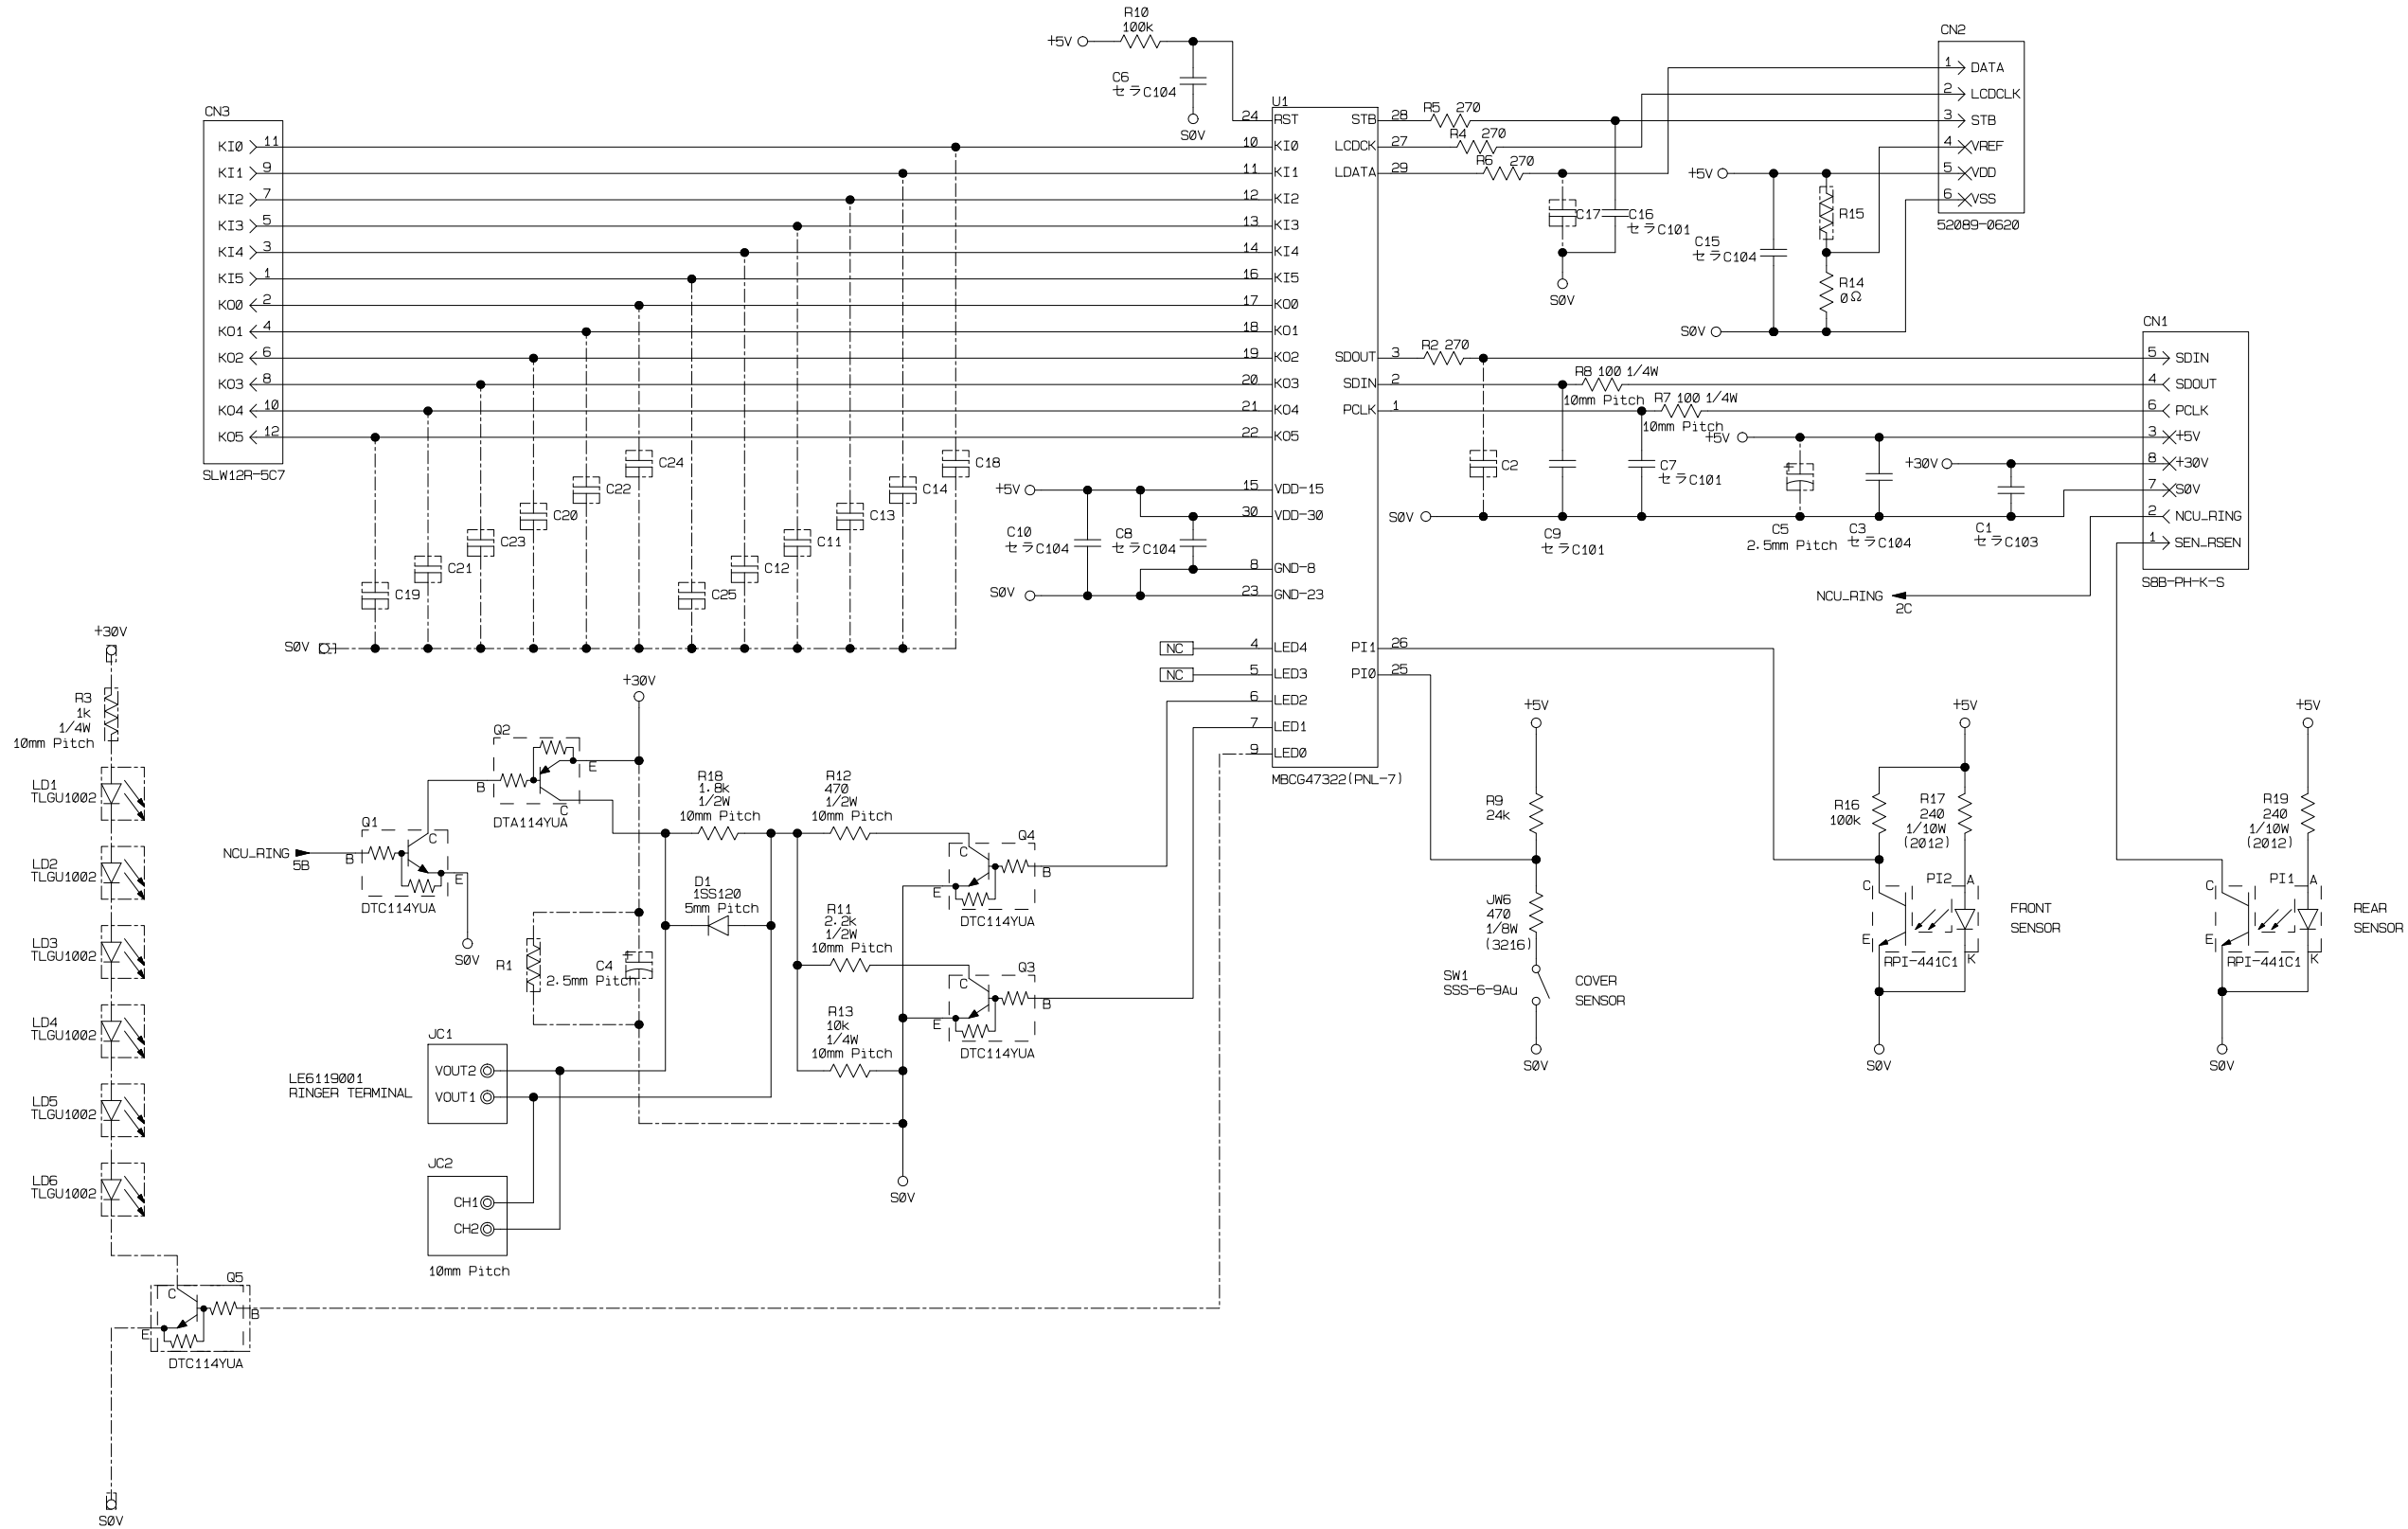 R10
100k
+5V
C6
セラC104
S0V
CN3
KI0 11
KI1 9
KI2 7
KI3 5
KI4 3
KI5 1
KO0 2
KO1 4
KO2 6
KO3 8
KO4 10
KO5 12
SLW12R-5C7
C19
C21
C23
C20
C22
C24
C25
C12
C11
C13
C14
C18
S0V
U1
24 RST
10 KI0
11 KI1
12 KI2
13 KI3
14 KI4
16 KI5
17 KO0
18 KO1
19 KO2
20 KO3
21 KO4
22 KO5
15 VDD-15
30 VDD-30
8 GND-8
23 GND-23
4 LED4
5 LED3
6 LED2
7 LED1
9 LED0
STB 28
LCDCK 27
LDATA 29
SDOUT 3
SDIN 2
PCLK 1
PI1 26
PI0 25
MBCG47322(PNL-7)
+5V
C10
セラC104
C8
セラC104
S0V
NC
NC
R5 270
R4 270
R6 270
C17
C16
セラC101
S0V
CN2
1 DATA
2 LCDCLK
3 STB
4 VREF
5 VDD
6 VSS
52089-0620
+5V
R15
C15
セラC104
R14
0Ω
S0V
R2 270
R8 100 1/4W
10mm Pitch
R7 100 1/4W
10mm Pitch
+5V
C2
C7
セラC101
C9
セラC101
S0V
+30V
C5
2.5mm Pitch
C3
セラC104
C1
セラC103
CN1
5 SDIN
4 SDOUT
6 PCLK
3 +5V
8 +30V
7 S0V
2 NCU_RING
1 SEN_RSEN
S8B-PH-K-S
NCU_RING
2C
+30V
R3
1k
1/4W
10mm Pitch
LD1
TLGU1002
LD2
TLGU1002
LD3
TLGU1002
LD4
TLGU1002
LD5
TLGU1002
LD6
TLGU1002
Q5
C
B
E
DTC114YUA
S0V
NCU_RING
5B
Q1
B
C
E
DTC114YUA
S0V
Q2
B
E
C
DTA114YUA
+30V
R18
1.8k
1/2W
10mm Pitch
R12
470
1/2W
10mm Pitch
D1
1SS120
5mm Pitch
R11
2.2k
1/2W
10mm Pitch
R13
10k
1/4W
10mm Pitch
R1
C4
2.5mm Pitch
Q4
C
B
E
DTC114YUA
Q3
C
B
E
DTC114YUA
S0V
LE6119001
RINGER TERMINAL
JC1
VOUT2
VOUT1
JC2
CH1
CH2
10mm Pitch
+5V
R9
24k
JW6
470
1/8W
(3216)
SW1
SSS-6-9Au
COVER
SENSOR
S0V
+5V
R16
100k
R17
240
1/10W
(2012)
PI2
C
A
E
K
RPI-441C1
FRONT
SENSOR
S0V
+5V
R19
240
1/10W
(2012)
PI1
C
A
E
K
RPI-441C1
REAR
SENSOR
S0V